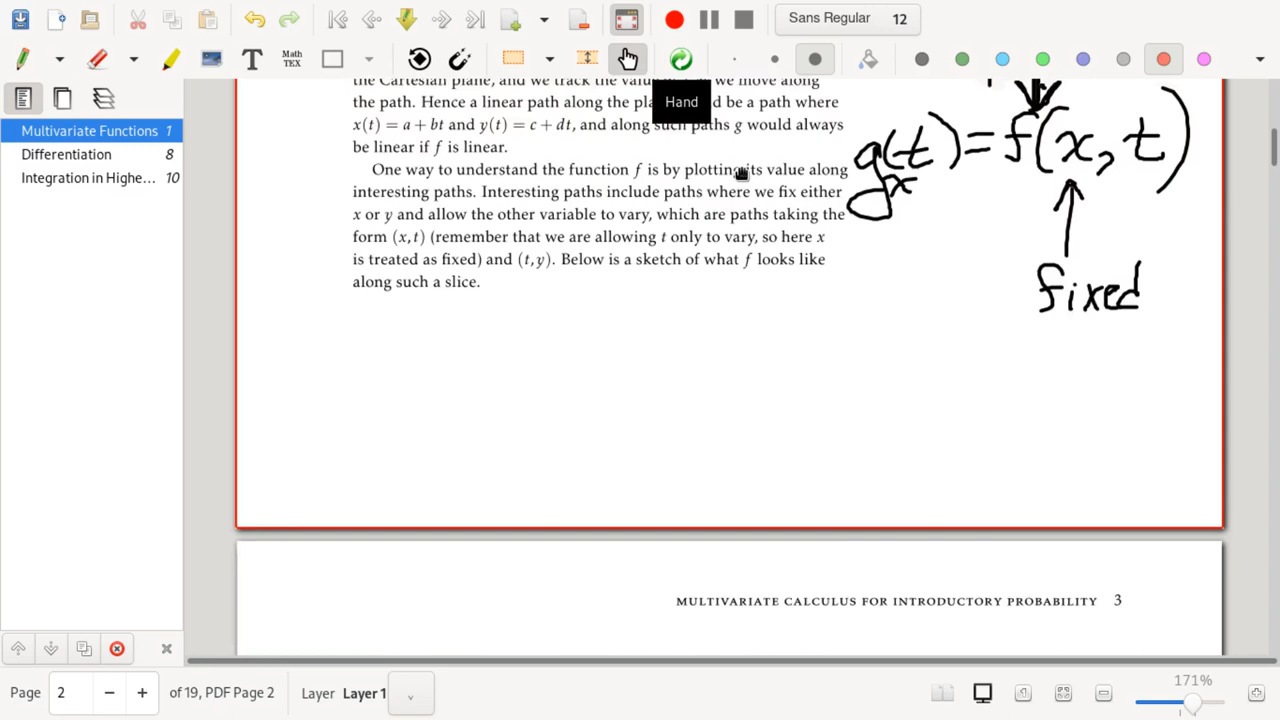 Sans Regular 12
T Math TEX
Hand
Multivariate Functions 1
Differentiation 8
Integration in Highe... 10
the Cartesian plane, and we track the we move along
the path. Hence a linear path along the be a path where
x(t) = a + bt and y(t) = c + dt, and along such paths g would always
be linear if f is linear.
One way to understand the function f is by plotting its value along
interesting paths. Interesting paths include paths where we fix either
x or y and allow the other variable to vary, which are paths taking the
form (x,t) (remember that we are allowing t only to vary, so here x
is treated as fixed) and (t,y). Below is a sketch of what f looks like
along such a slice.
g_x(t) = f(x, t)
fixed
MULTIVARIATE CALCULUS FOR INTRODUCTORY PROBABILITY 3
Page 2 of 19, PDF Page 2 Layer Layer 1
171%